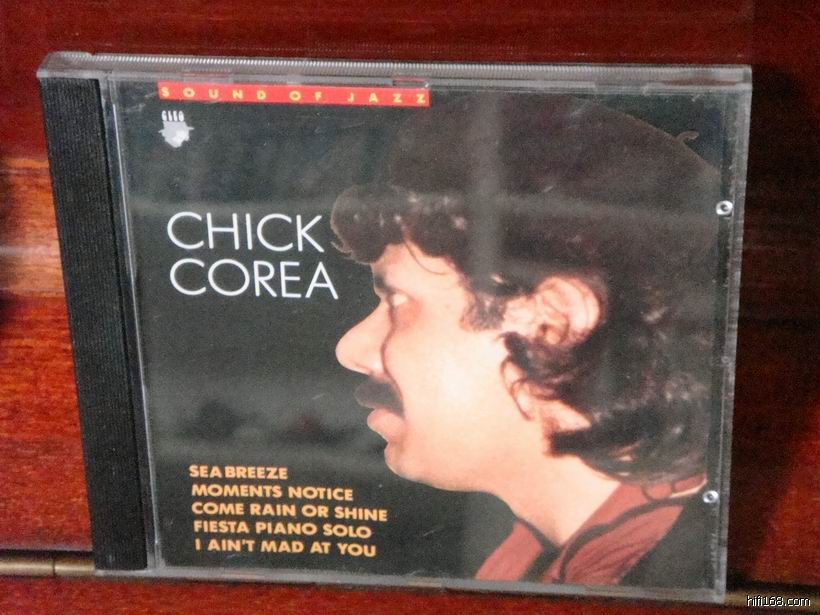 SOUND OF JAZZ
CHICK
COREA
SEA BREEZE
MOMENTS NOTICE
COME RAIN OR SHINE
FIESTA PIANO SOLO
I AIN'T MAD AT YOU
hifi168.com